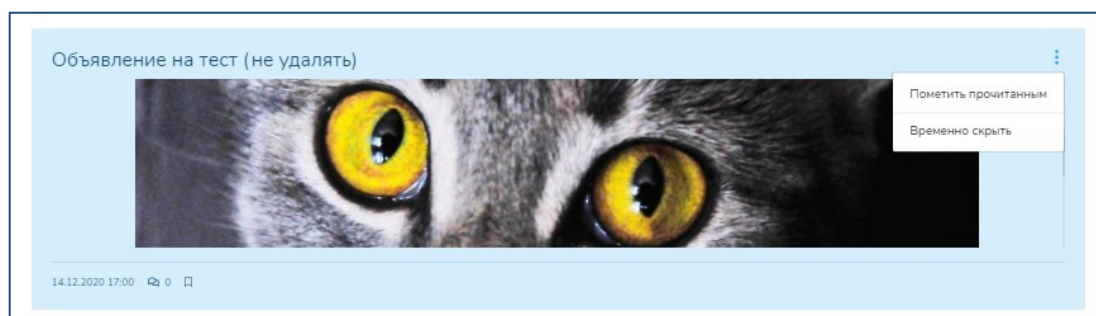 Объявление на тест (не удалять)
Пометить прочитанным
Временно скрыть
14.12.2020 17:00 0